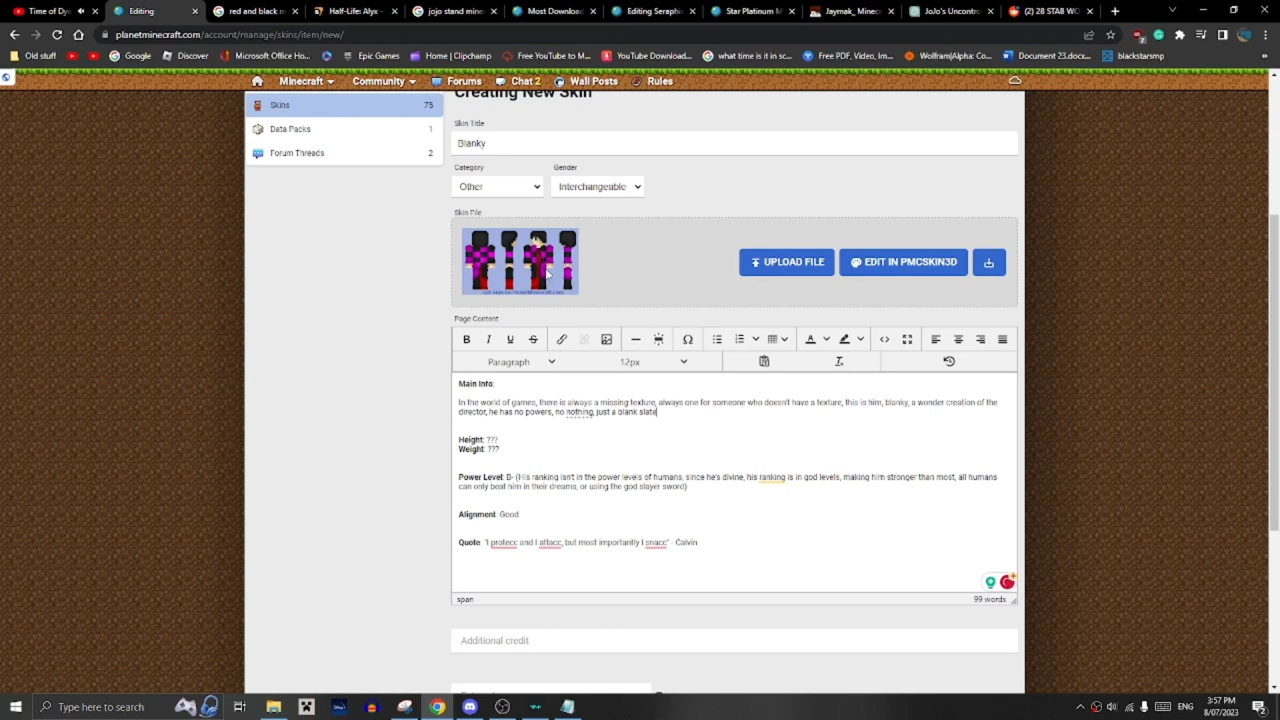 Time of Dy
Editing
red and black m
Half-Life: Alyx -
jojo stand mine
Most Download
Editing Seraphi
Star Platinum M
Jaymak_Minec
JoJo's Uncontro
(2) 28 STAB WO
planetminecraft.com/account/manage/skins/item/new/
Old stuff
Google
Discover
Microsoft Office Ho...
Epic Games
Home | Clipchamp
Free YouTube to M...
YouTube Download...
what time is it in sc...
Free PDF, Video, Im...
Wolfram|Alpha: Co...
Document 23.docx...
blackstarsmp
Minecraft
Community
Forums
Chat 2
Wall Posts
Rules
Skins 75
Data Packs 1
Forum Threads 2
Creating New Skin
Skin Title
Blanky
Category
Gender
Other
Interchangeable
Skin File
UPLOAD FILE
EDIT IN PMCSKIN3D
Page Content
B I U S
Paragraph
12px
Main Info:
In the world of games, there is always a missing texture, always one for someone who doesn't have a texture, this is him, blanky, a wonder creation of the
director, he has no powers, no nothing, just a blank slate
Height: ???
Weight: ???
Power Level: D- (His ranking isn't in the power levels of humans, since he's divine, his ranking is in god levels, making him stronger than most, all humans
can only beat him in their dreams, or using the god slayer sword)
Alignment: Good
Quote: "I protecc and I attacc, but most importantly I snacc" - Calvin
span
99 words
Additional credit
Type here to search
ENG
3:57 PM
8/07/2023